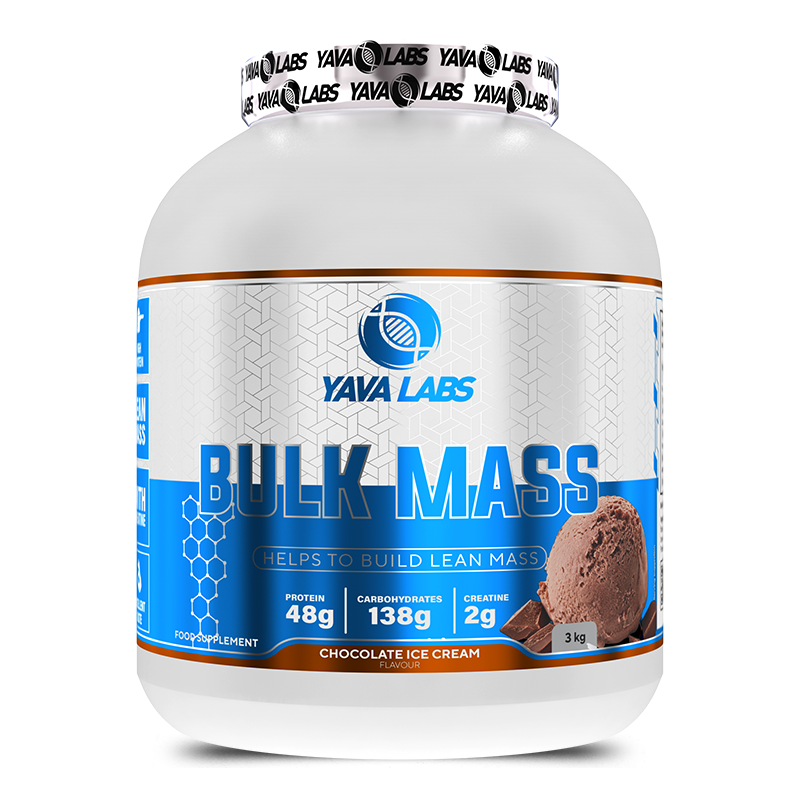 YAVA LABS YAVA LABS YAVA LABS YAVA
LABS YAVA LABS YAVA LABS YAVA LABS
YAVA LABS
BULK MASS
HELPS TO BUILD LEAN MASS
PROTEIN
48g
CARBOHYDRATES
138g
CREATINE
2g
FOOD SUPPLEMENT
3 kg
CHOCOLATE ICE CREAM
FLAVOUR